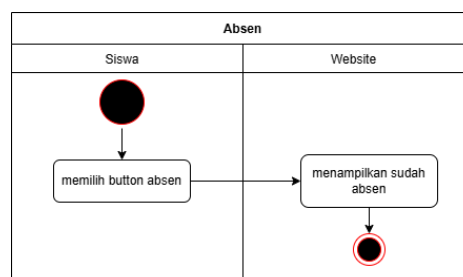 Absen
Siswa
Website
memilih button absen
menampilkan sudah
absen